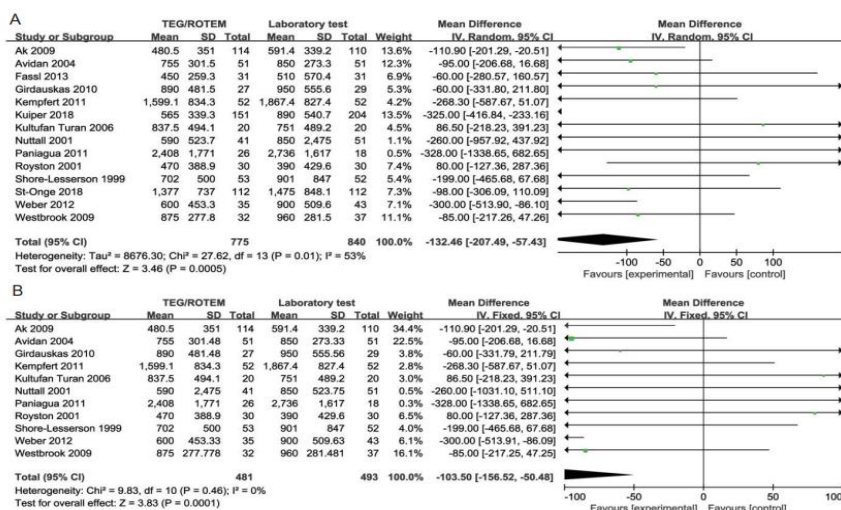 A
TEG/ROTEM Laboratory test Mean Difference Mean Difference
Study or Subgroup Mean SD Total Mean SD Total Weight IV. Random. 95% CI IV. Random. 95% CI
Ak 2009 480.5 351 114 591.4 339.2 110 13.6% -110.90 [-201.29, -20.51]
Avidan 2004 755 301.5 51 850 273.3 51 12.3% -95.00 [-206.68, 16.68]
Fassl 2013 450 259.3 31 510 570.4 31 6.1% -60.00 [-280.57, 160.57]
Girdauskas 2010 890 481.5 27 950 555.6 29 4.7% -60.00 [-331.80, 211.80]
Kempfert 2011 1,599.1 834.3 52 1,867.4 827.4 52 3.7% -268.30 [-587.67, 51.07]
Kuiper 2018 565 339.3 151 890 540.7 204 13.5% -325.00 [-416.84, -233.16]
Kultufan Turan 2006 837.5 494.1 20 751 489.2 20 4.0% 86.50 [-218.23, 391.23]
Nuttall 2001 590 523.7 41 850 2,475 51 1.0% -260.00 [-957.92, 437.92]
Paniagua 2011 2,408 1,771 26 2,736 1,617 18 0.5% -328.00 [-1338.65, 682.65]
Royston 2001 470 388.9 30 390 429.6 30 6.7% 80.00 [-127.36, 287.36]
Shore-Lesserson 1999 702 500 53 901 847 52 4.8% -199.00 [-465.68, 67.68]
St-Onge 2018 1,377 737 112 1,475 848.1 112 6.6% -98.00 [-306.09, 110.09]
Weber 2012 600 453.3 35 900 509.6 43 6.4% -300.00 [-513.90, -86.10]
Westbrook 2009 875 277.8 32 960 281.5 37 11.1% -85.00 [-217.26, 47.26]
Total (95% CI) 775 840 100.0% -132.46 [-207.49, -57.43]
Heterogeneity: Tau² = 8676.30; Chi² = 27.62, df = 13 (P = 0.01); I² = 53%
Test for overall effect: Z = 3.46 (P = 0.0005)
-100 -50 0 50 100
Favours [experimental] Favours [control]
B
TEG/ROTEM Laboratory test Mean Difference Mean Difference
Study or Subgroup Mean SD Total Mean SD Total Weight IV. Fixed. 95% CI IV. Fixed. 95% CI
Ak 2009 480.5 351 114 591.4 339.2 110 34.4% -110.90 [-201.29, -20.51]
Avidan 2004 755 301.48 51 850 273.33 51 22.5% -95.00 [-206.68, 16.68]
Girdauskas 2010 890 481.48 27 950 555.56 29 3.8% -60.00 [-331.79, 211.79]
Kempfert 2011 1,599.1 834.3 52 1,867.4 827.4 52 2.8% -268.30 [-587.67, 51.07]
Kultufan Turan 2006 837.5 494.1 20 751 489.2 20 3.0% 86.50 [-218.23, 391.23]
Nuttall 2001 590 2,475 41 850 523.75 51 0.5% -260.00 [-1031.10, 511.10]
Paniagua 2011 2,408 1,771 26 2,736 1,617 18 0.3% -328.00 [-1338.65, 682.65]
Royston 2001 470 388.9 30 390 429.6 30 6.5% 80.00 [-127.36, 287.36]
Shore-Lesserson 1999 702 500 53 901 847 52 4.0% -199.00 [-465.68, 67.68]
Weber 2012 600 453.33 35 900 509.63 43 6.1% -300.00 [-513.91, -86.09]
Westbrook 2009 875 277.778 32 960 281.481 37 16.1% -85.00 [-217.25, 47.25]
Total (95% CI) 481 493 100.0% -103.50 [-156.52, -50.48]
Heterogeneity: Chi² = 9.83, df = 10 (P = 0.46); I² = 0%
Test for overall effect: Z = 3.83 (P = 0.0001)
-100 -50 0 50 100
Favours [experimental] Favours [control]